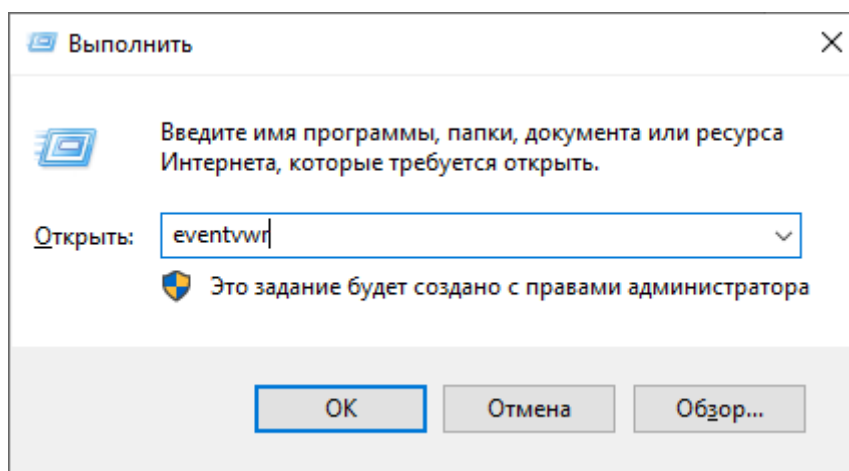 Выполнить
Введите имя программы, папки, документа или ресурса
Интернета, которые требуется открыть.
Открыть: eventvwr
Это задание будет создано с правами администратора
ОК Отмена Обзор...